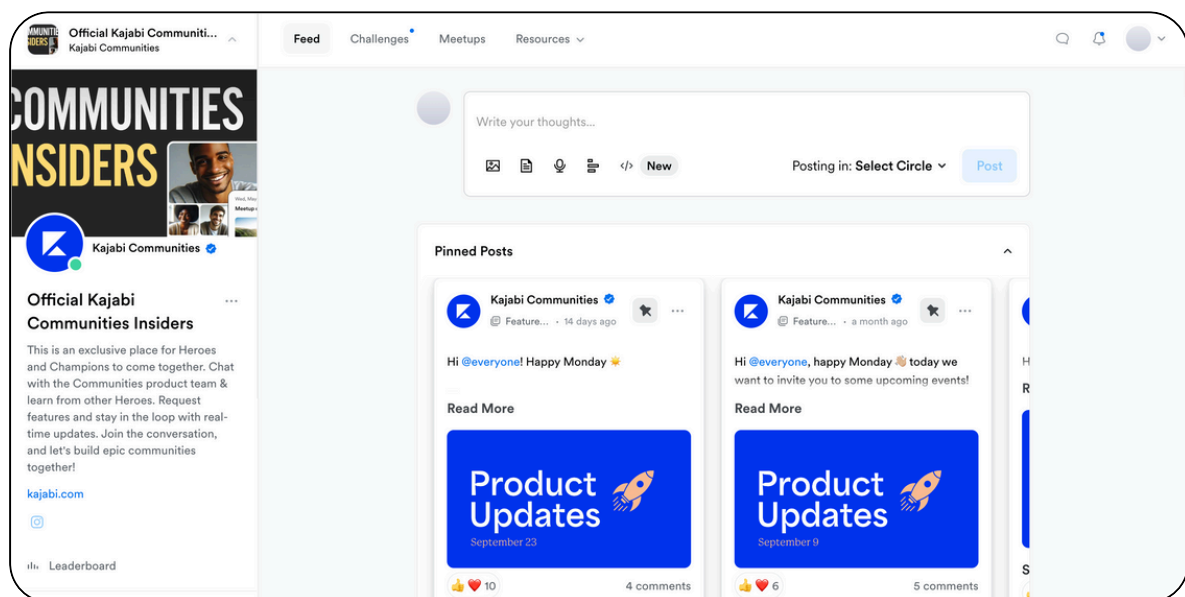 Official Kajabi Communiti...
Kajabi Communities
COMMUNITIES
NSIDERS
Kajabi Communities
Official Kajabi
Communities Insiders
This is an exclusive place for Heroes
and Champions to come together. Chat
with the Communities product team &
learn from other Heroes. Request
features and stay in the loop with real-
time updates. Join the conversation,
and let's build epic communities
together!
kajabi.com
Leaderboard
Feed Challenges Meetups Resources
Write your thoughts...
</> New Posting in: Select Circle Post
Pinned Posts
Kajabi Communities
Feature... • 14 days ago
Hi @everyone! Happy Monday ☀️
Read More
Product
Updates
September 23
👍❤️ 10 4 comments
Kajabi Communities
Feature... • a month ago
Hi @everyone, happy Monday 👋🏼 today we
want to invite you to some upcoming events!
Read More
Product
Updates
September 9
👍❤️ 6 5 comments
H
R
S